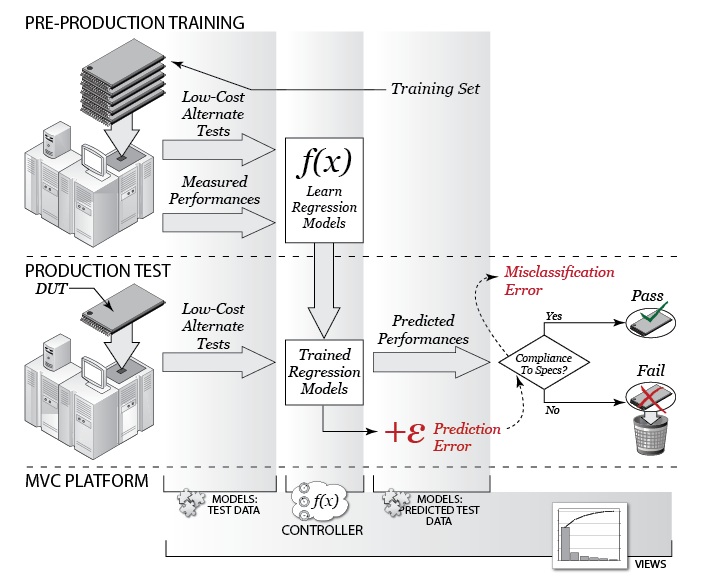 PRE-PRODUCTION TRAINING
Training Set
Low-Cost
Alternate
Tests
Measured
Performances
f(x)
Learn
Regression
Models
PRODUCTION TEST
DUT
Low-Cost
Alternate
Tests
Trained
Regression
Models
Predicted
Performances
Misclassification
Error
Compliance
To Specs?
Yes
Pass
No
Fail
+ε Prediction
Error
MVC PLATFORM
MODELS:
TEST DATA
f(x)
CONTROLLER
MODELS:
PREDICTED TEST
DATA
VIEWS